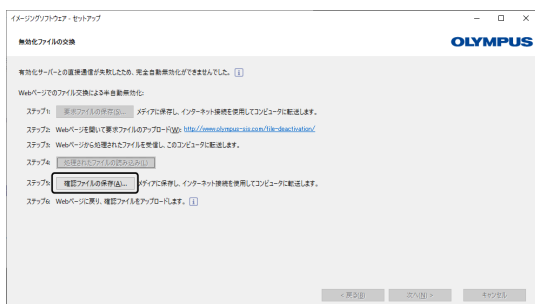 イメージングソフトウェア - セットアップ
無効化ファイルの交換
OLYMPUS
有効化サーバーとの直接通信が失敗したため、完全自動無効化ができませんでした。 i
Webページでのファイル交換による半自動無効化:
ステップ1: 要求ファイルの保存(S)... メディアに保存し、インターネット接続を使用してコンピュータに転送します。
ステップ2: Webページを開いて要求ファイルのアップロード(W): http://www.olympus-sis.com/file-deactivation/
ステップ3: Webページから処理されたファイルを受信し、このコンピュータに転送します。
ステップ4: 処理されたファイルの読み込み(L)
ステップ5: 確認ファイルの保存(A)... メディアに保存し、インターネット接続を使用してコンピュータに転送します。
ステップ6: Webページに戻り、確認ファイルをアップロードします。 i
< 戻る(B) 次へ(N) > キャンセル